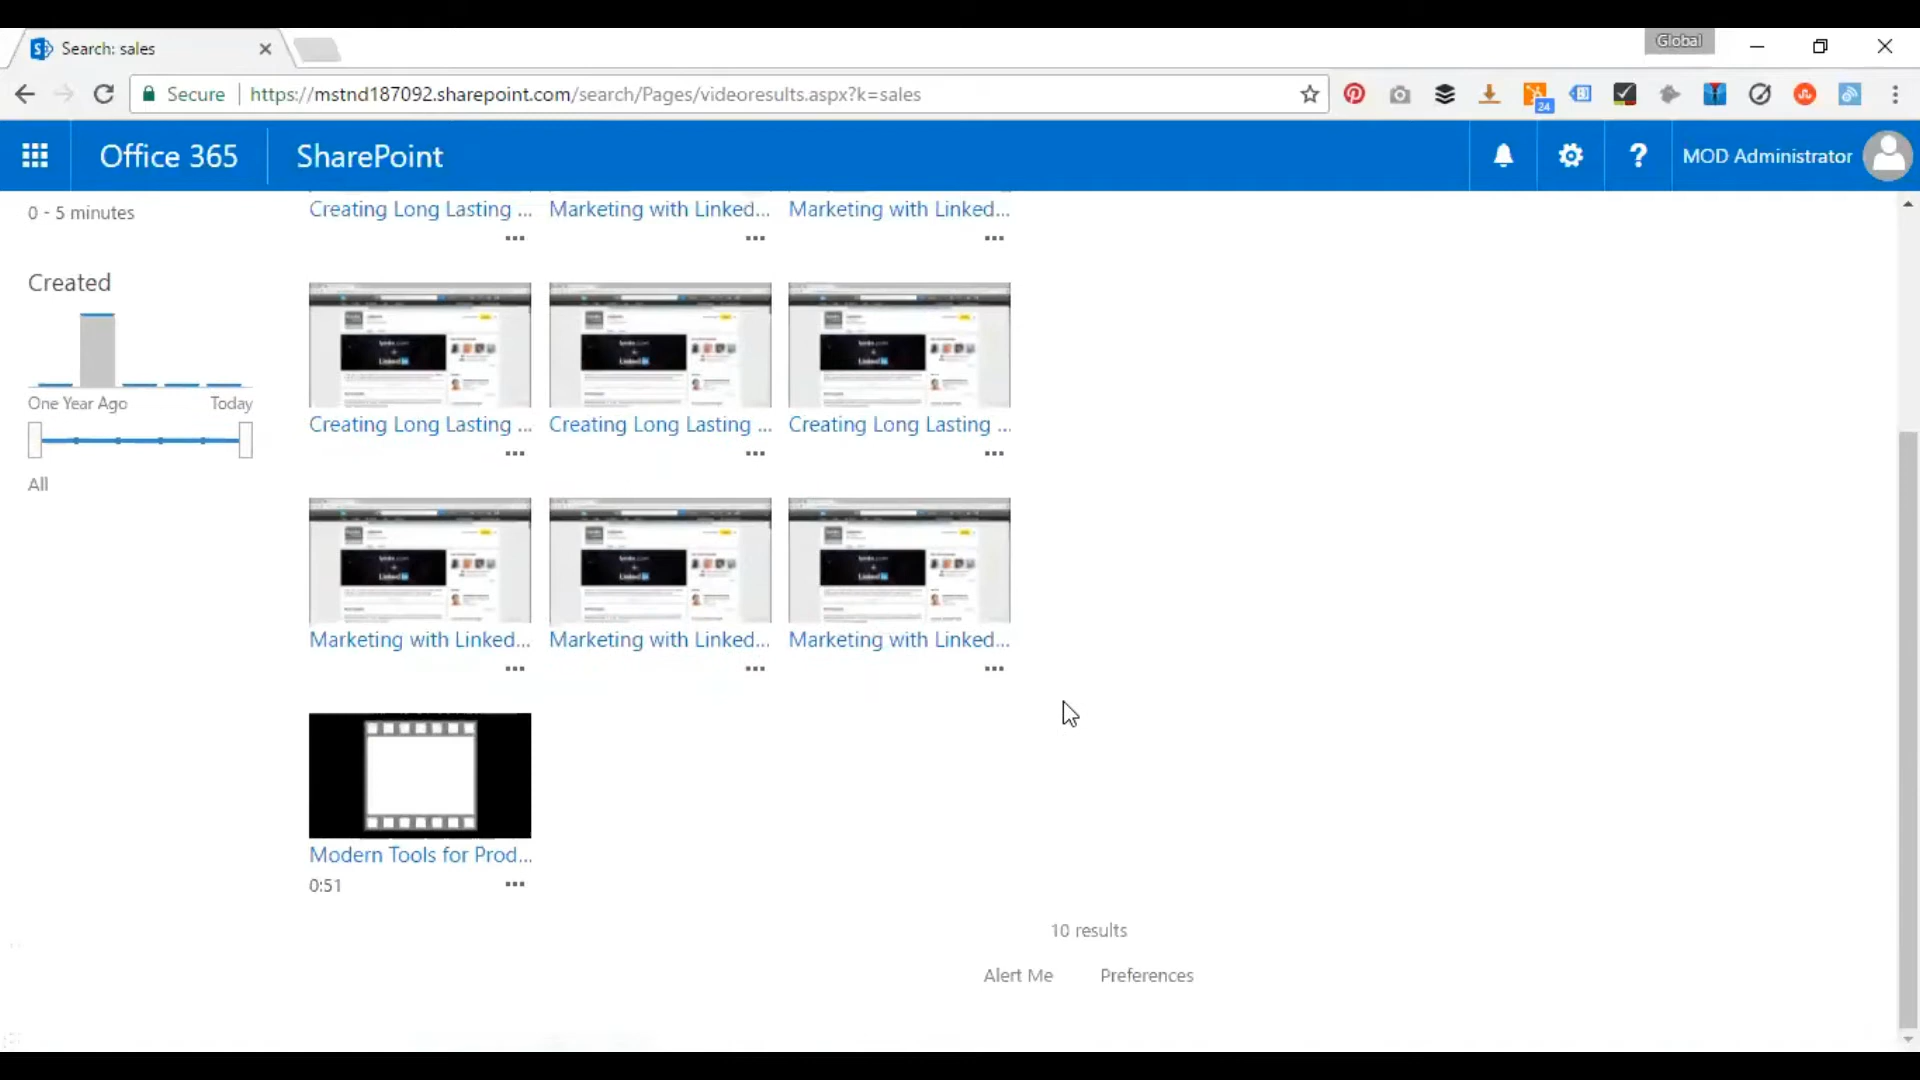 Search: sales
Global
Secure
https://mstnd187092.sharepoint.com/search/Pages/videoresults.aspx?k=sales
24
Office 365
SharePoint
?
MOD Administrator
0 - 5 minutes
Creating Long Lasting ...
Marketing with Linked...
Marketing with Linked...
Created
One Year Ago
Today
All
Creating Long Lasting ...
Creating Long Lasting ...
Creating Long Lasting ...
Marketing with Linked...
Marketing with Linked...
Marketing with Linked...
Modern Tools for Prod...
0:51
10 results
Alert Me
Preferences